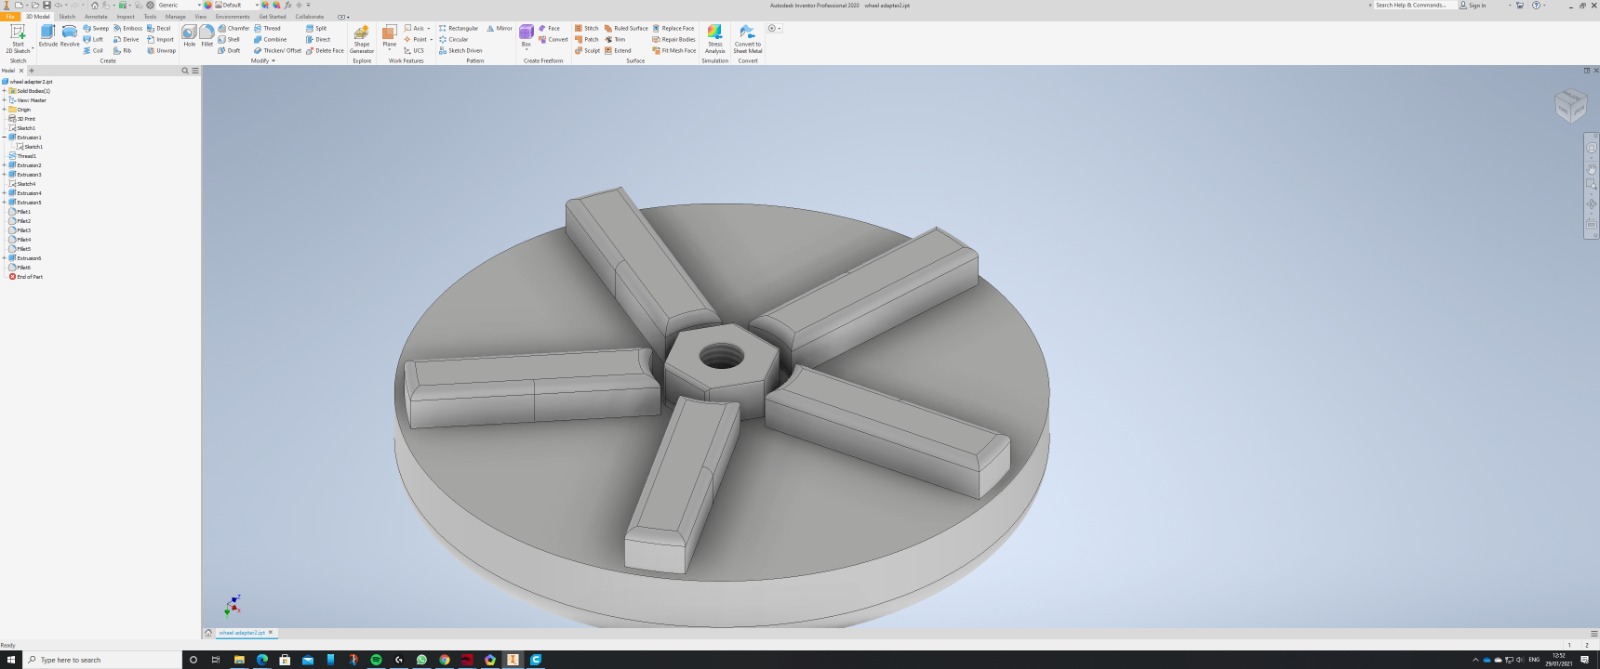 Generic
Default
Autodesk Inventor Professional 2020 wheel adapter2.ipt
Search Help & Commands...
Sign In
File 3D Model Sketch Annotate Inspect Tools Manage View Environments Get Started Collaborate
Start
2D Sketch
Extrude Revolve
Sweep Emboss Decal
Loft Derive Import
Coil Rib Unwrap
Hole Fillet
Chamfer Thread Split
Shell Combine Direct
Draft Thicken/ Offset Delete Face
Shape
Generator
Plane
Axis
Point
UCS
Rectangular Mirror
Circular
Sketch Driven
Box
Face
Convert
Stitch Ruled Surface Replace Face
Patch Trim Repair Bodies
Sculpt Extend Fit Mesh Face
Stress
Analysis
Convert to
Sheet Metal
Sketch Create Modify Explore Work Features Pattern Create Freeform Surface Simulation Convert
Model
wheel adapter2.ipt
Solid Bodies(1)
View: Master
Origin
3D Print
Sketch1
Extrusion1
Sketch1
Thread1
Extrusion2
Extrusion3
Sketch4
Extrusion4
Extrusion5
Fillet1
Fillet2
Fillet3
Fillet4
Fillet5
Extrusion6
Fillet6
End of Part
Z
X
Y
wheel adapter2.ipt
Ready
1 2
Type here to search
ENG
12:52
29/01/2021